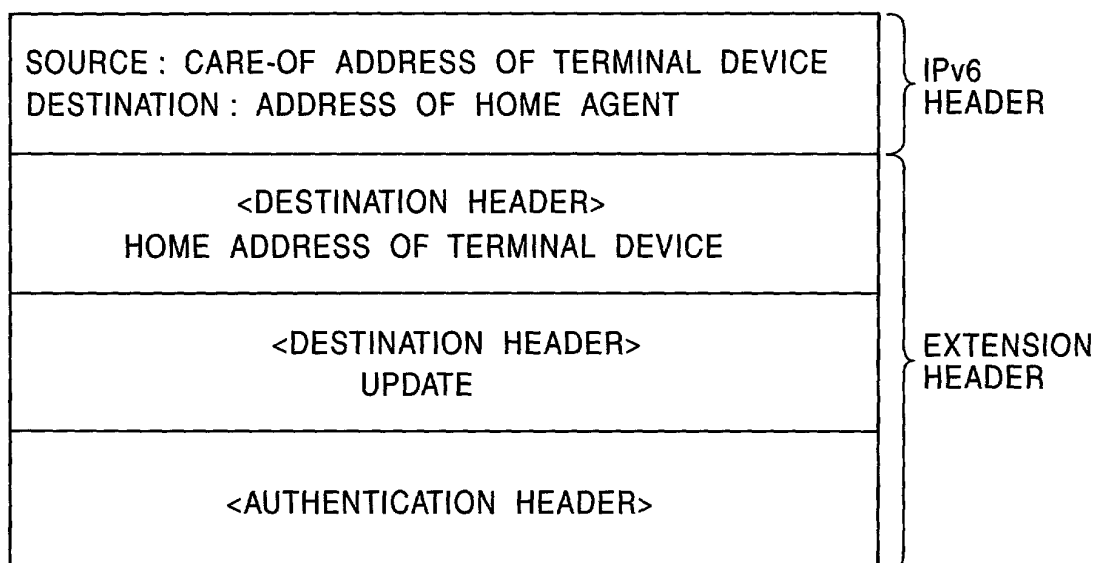 SOURCE : CARE-OF ADDRESS OF TERMINAL DEVICE
DESTINATION : ADDRESS OF HOME AGENT
IPv6
HEADER
<DESTINATION HEADER>
HOME ADDRESS OF TERMINAL DEVICE
<DESTINATION HEADER>
UPDATE
EXTENSION
HEADER
<AUTHENTICATION HEADER>